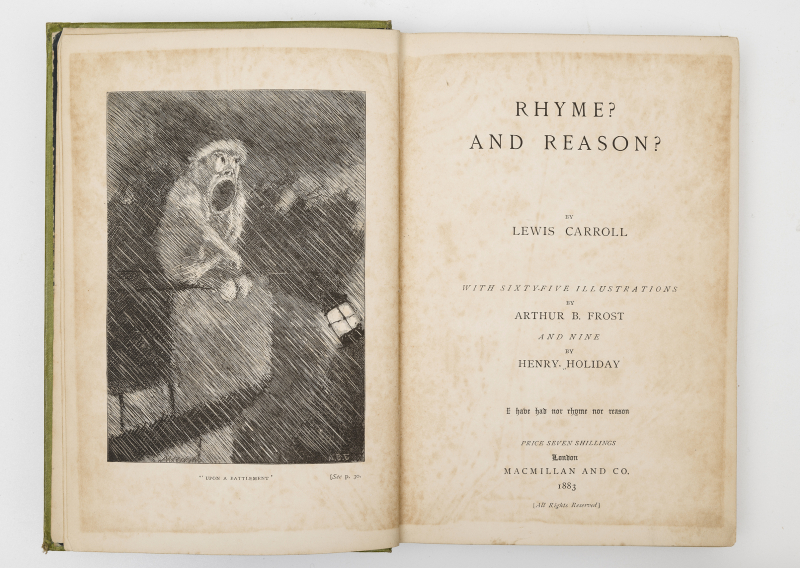 A.B.F
"UPON A BATTLEMENT"
[See p. 30.
RHYME?
AND REASON?
BY
LEWIS CARROLL
WITH SIXTY-FIVE ILLUSTRATIONS
BY
ARTHUR B. FROST
AND NINE
BY
HENRY HOLIDAY
I have had nor rhyme nor reason
PRICE SEVEN SHILLINGS
London
MACMILLAN AND CO.
1883
[All Rights Reserved]